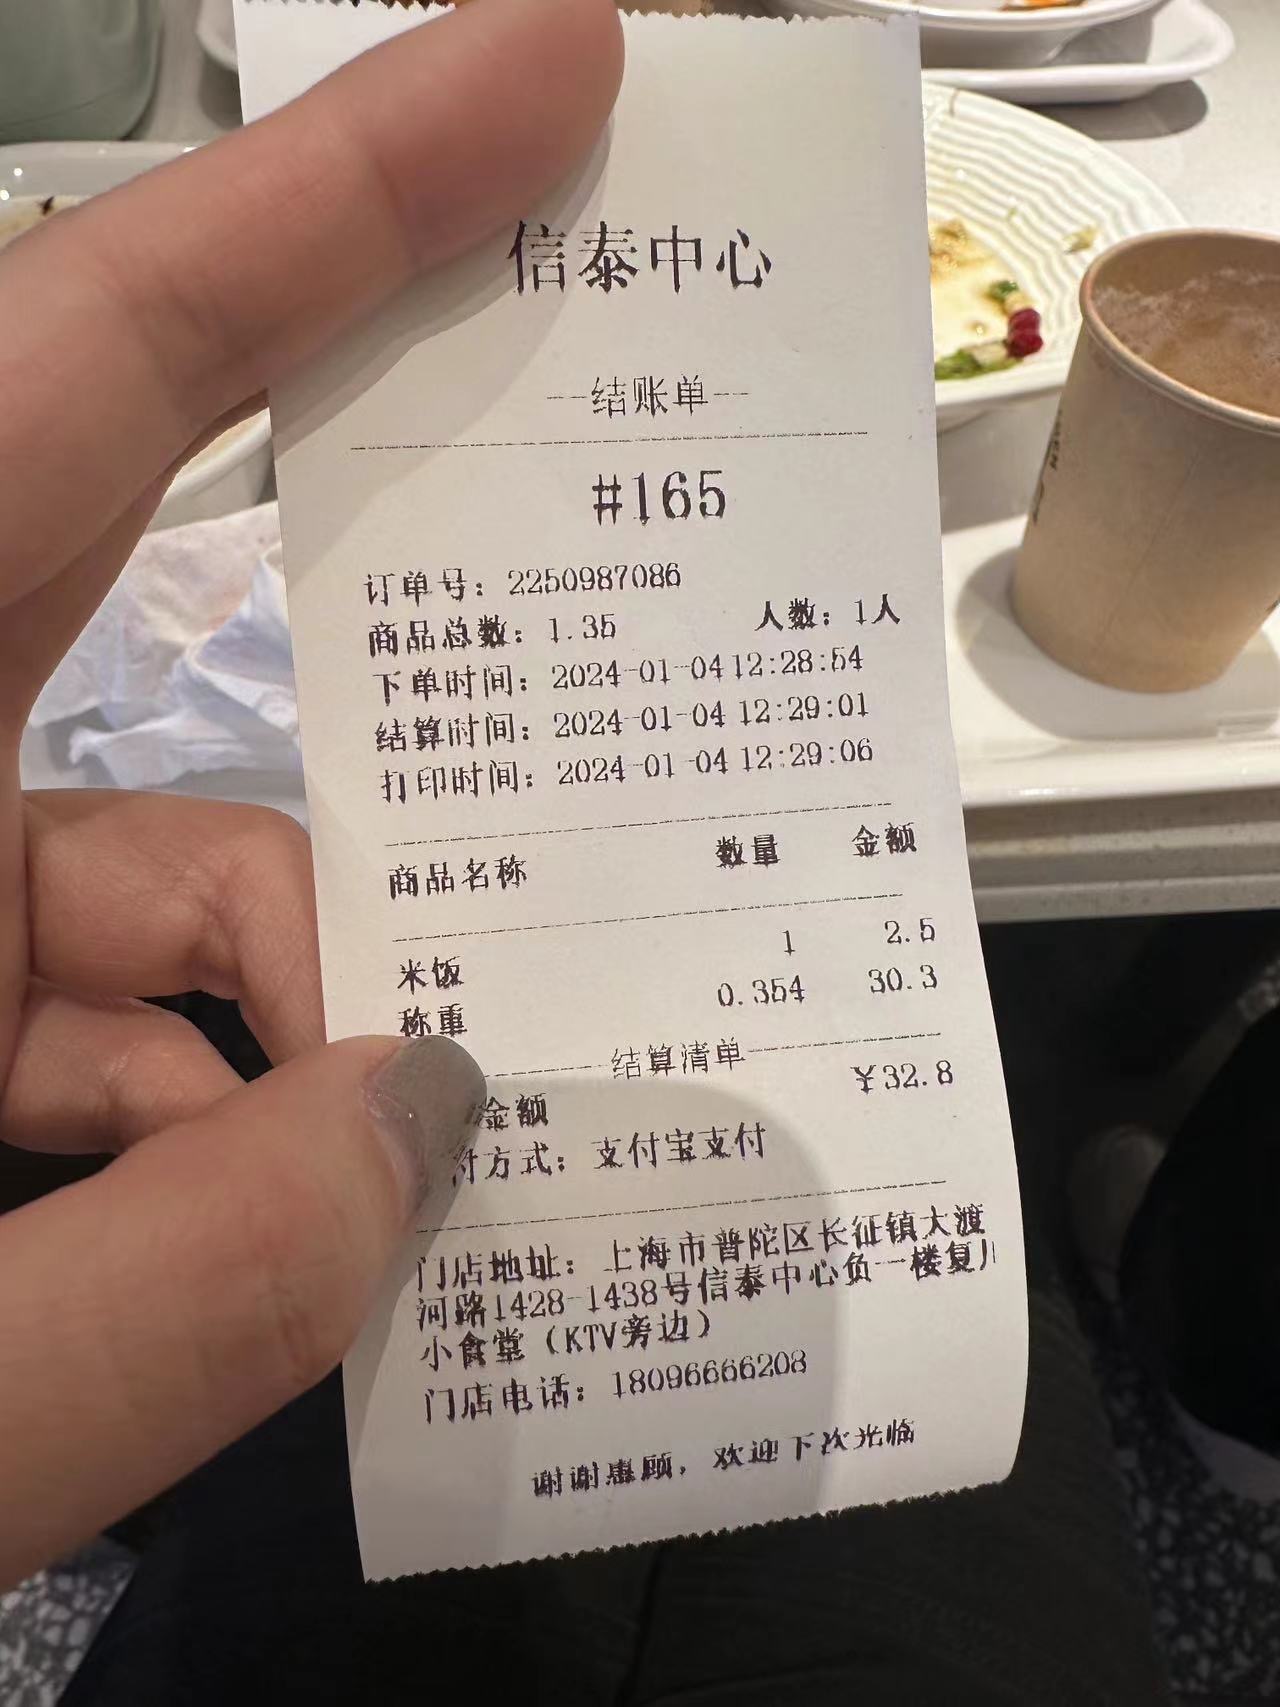 信泰中心
--结账单--
#165
订单号：2250987086
商品总数：1.35 人数：1人
下单时间：2024-01-04 12:28:54
结算时间：2024-01-04 12:29:01
打印时间：2024-01-04 12:29:06
商品名称 数量 金额
米饭 1 2.5
称重 0.354 30.3
结算清单
金额 ¥32.8
付方式：支付宝支付
门店地址：上海市普陀区长征镇大渡
河路1428-1438号信泰中心负一楼复
小食堂（KTV旁边）
门店电话：18096666208
谢谢惠顾，欢迎下次光临